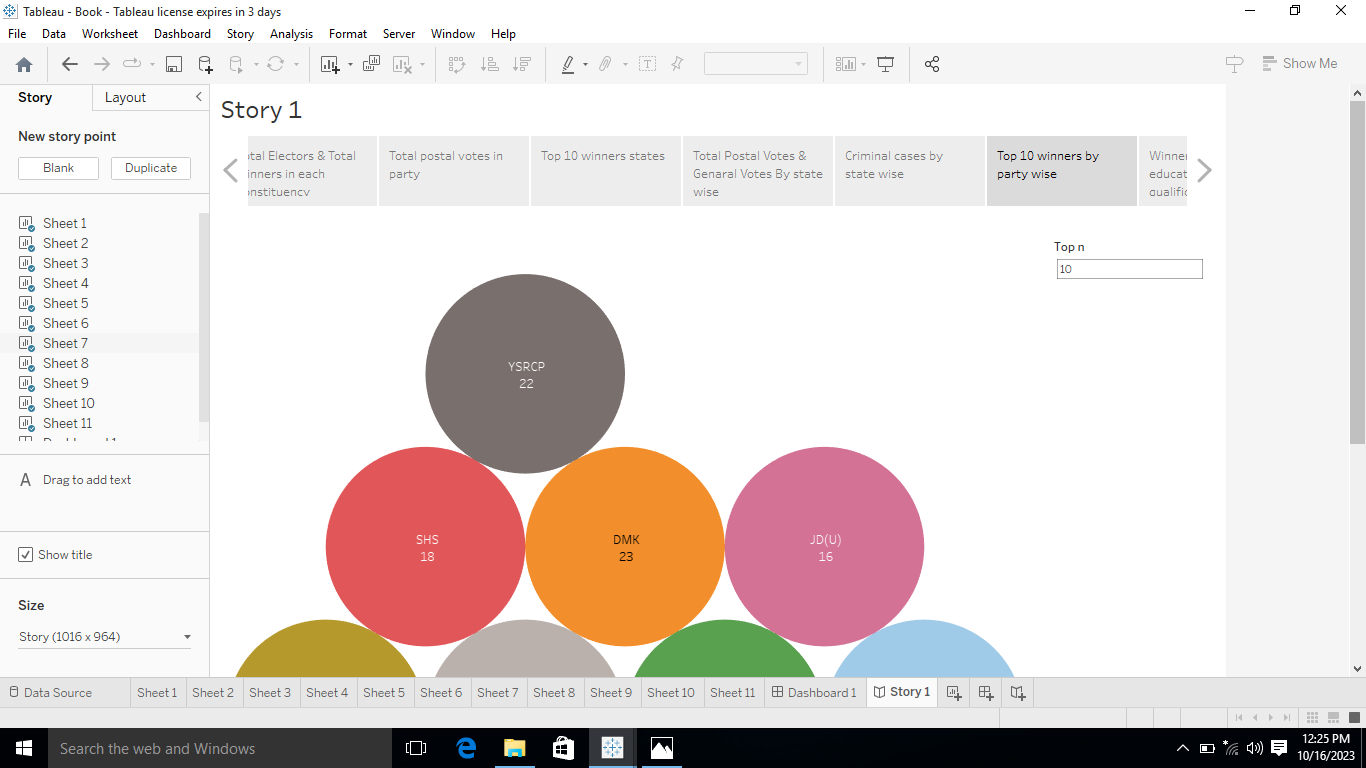 Tableau - Book - Tableau license expires in 3 days
File Data Worksheet Dashboard Story Analysis Format Server Window Help
Show Me
Story Layout
New story point
Blank Duplicate
Sheet 1
Sheet 2
Sheet 3
Sheet 4
Sheet 5
Sheet 6
Sheet 7
Sheet 8
Sheet 9
Sheet 10
Sheet 11
A Drag to add text
Show title
Size
Story (1016 x 964)
Story 1
Electors & Total
in each
Total postal votes in
party
Top 10 winners states
Total Postal Votes &
Genaral Votes By state
wise
Criminal cases by
state wise
Top 10 winners by
party wise
Top n
10
YSRCP
22
SHS
18
DMK
23
JD(U)
16
Data Source Sheet 1 Sheet 2 Sheet 3 Sheet 4 Sheet 5 Sheet 6 Sheet 7 Sheet 8 Sheet 9 Sheet 10 Sheet 11 Dashboard 1 Story 1
Search the web and Windows
12:25 PM
10/16/2023